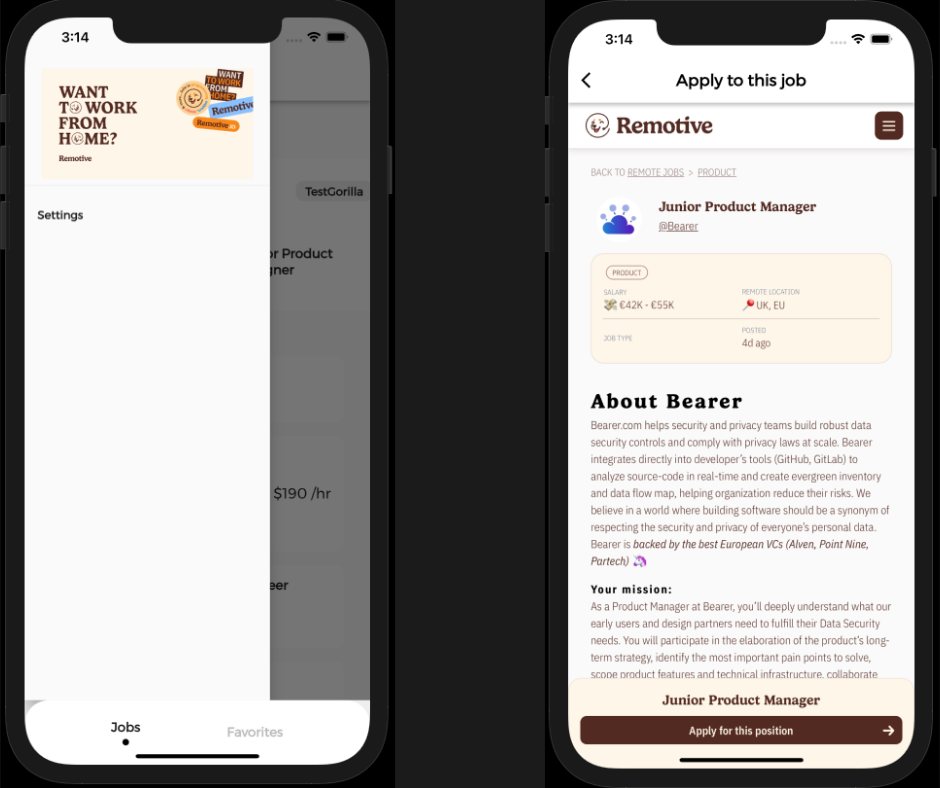 3:14
WANT
TO WORK
FROM
HOME?
Remotive
WANT
TO WORK
FROM
HOME?
Remotive
Remotive
Settings
TestGorilla
or Product
$190 /hr
eer
Jobs
Favorites
3:14
Apply to this job
Remotive
BACK TO REMOTE JOBS > PRODUCT
Junior Product Manager
@Bearer
PRODUCT
SALARY
REMOTE LOCATION
💸 €42K - €55K
📍 UK, EU
JOB TYPE
POSTED
4d ago
About Bearer
Bearer.com helps security and privacy teams build robust data
security controls and comply with privacy laws at scale. Bearer
integrates directly into developer's tools (GitHub, GitLab) to
analyze source-code in real-time and create evergreen inventory
and data flow map, helping organization reduce their risks. We
believe in a world where building software should be a synonym of
respecting the security and privacy of everyone's personal data.
Bearer is backed by the best European VCs (Alven, Point Nine,
Partech) 🦄
Your mission:
As a Product Manager at Bearer, you'll deeply understand what our
early users and design partners need to fulfill their Data Security
needs. You will participate in the elaboration of the product's long-
term strategy, identify the most important pain points to solve,
scope product features and technical infrastructure, collaborate
Junior Product Manager
Apply for this position →